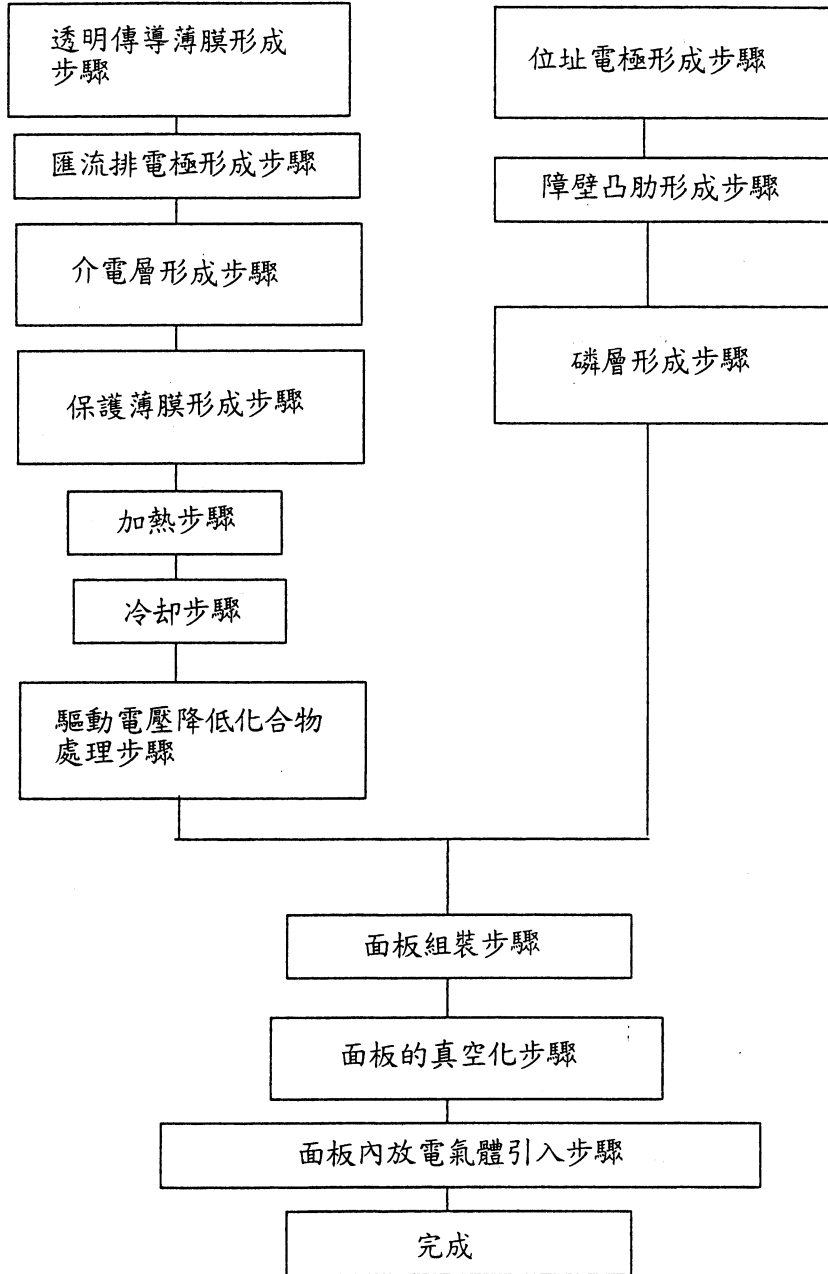 透明傳導薄膜形成
步驟
匯流排電極形成步驟
介電層形成步驟
保護薄膜形成步驟
加熱步驟
冷却步驟
驅動電壓降低化合物
處理步驟
位址電極形成步驟
障壁凸肋形成步驟
磷層形成步驟
面板組裝步驟
面板的真空化步驟
面板內放電氣體引入步驟
完成